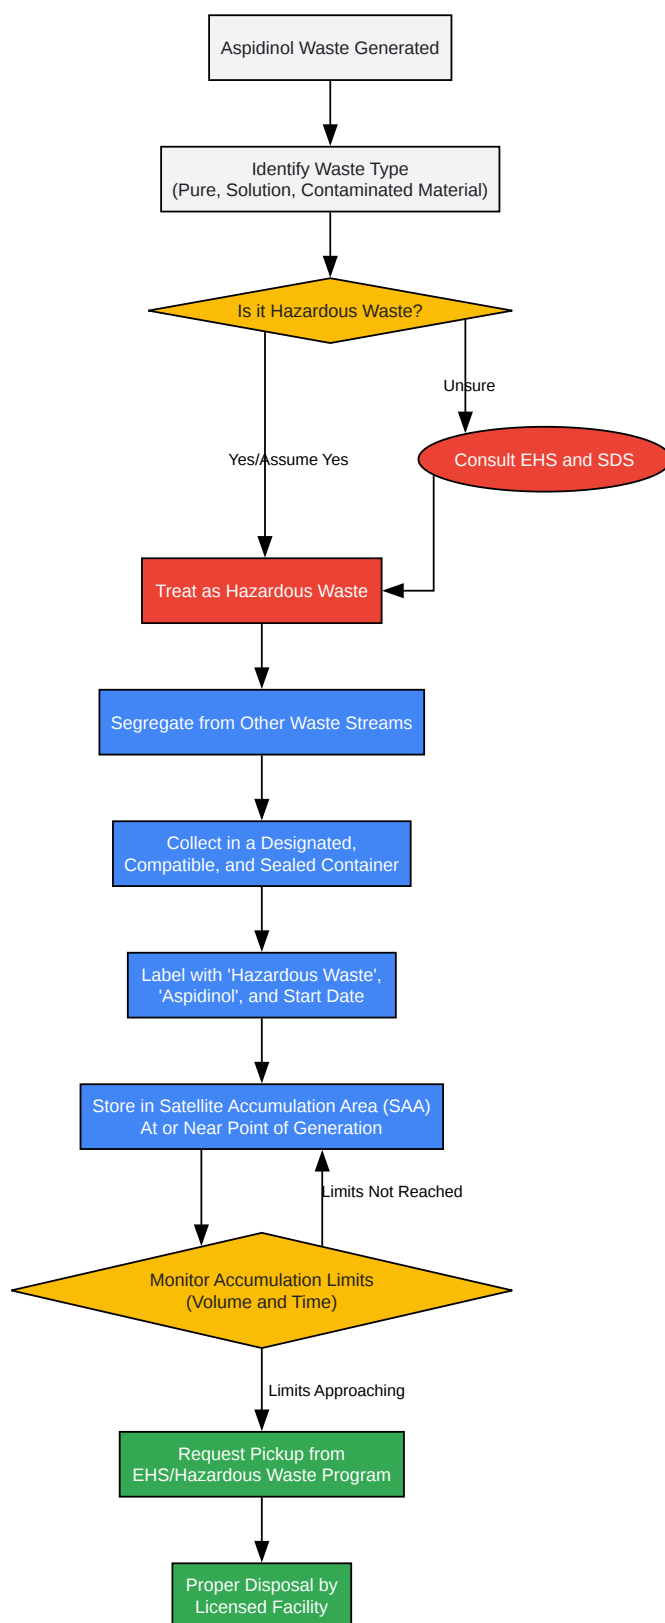 Aspidinol Waste Generated
Identify Waste Type
(Pure, Solution, Contaminated Material)
Is it Hazardous Waste?
Unsure
Yes/Assume Yes
Consult EHS and SDS
Treat as Hazardous Waste
Segregate from Other Waste Streams
Collect in a Designated,
Compatible, and Sealed Container
Label with 'Hazardous Waste',
'Aspidinol', and Start Date
Store in Satellite Accumulation Area (SAA)
At or Near Point of Generation
Limits Not Reached
Monitor Accumulation Limits
(Volume and Time)
Limits Approaching
Request Pickup from
EHS/Hazardous Waste Program
Proper Disposal by
Licensed Facility